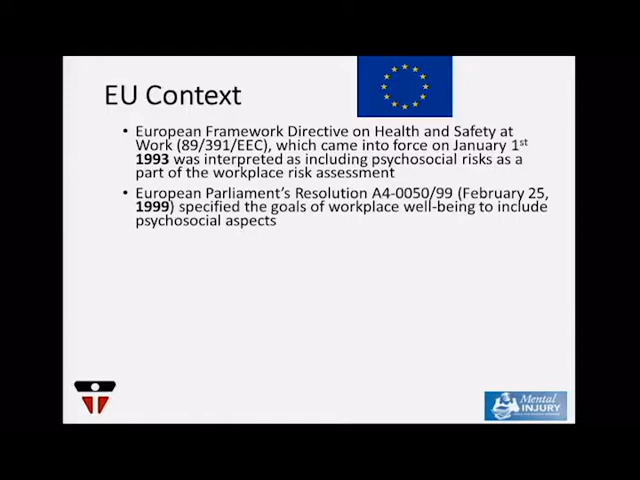 EU Context
• European Framework Directive on Health and Safety at
Work (89/391/EEC), which came into force on January 1st
1993 was interpreted as including psychosocial risks as a
part of the workplace risk assessment
• European Parliament's Resolution A4-0050/99 (February 25,
1999) specified the goals of workplace well-being to include
psychosocial aspects
Mental
INJURY